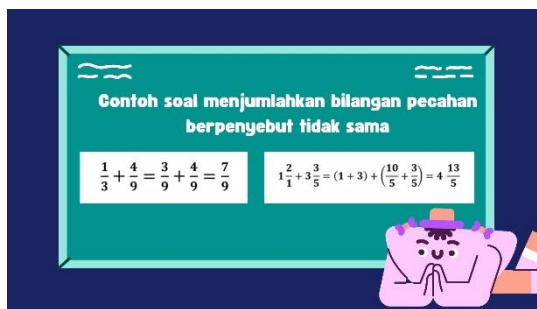 Contoh soal menjumlahkan bilangan pecahan
berpenyebut tidak sama
1/3 + 4/9 = 3/9 + 4/9 = 7/9
1 2/1 + 3 3/5 = (1 + 3) + (10/5 + 3/5) = 4 13/5